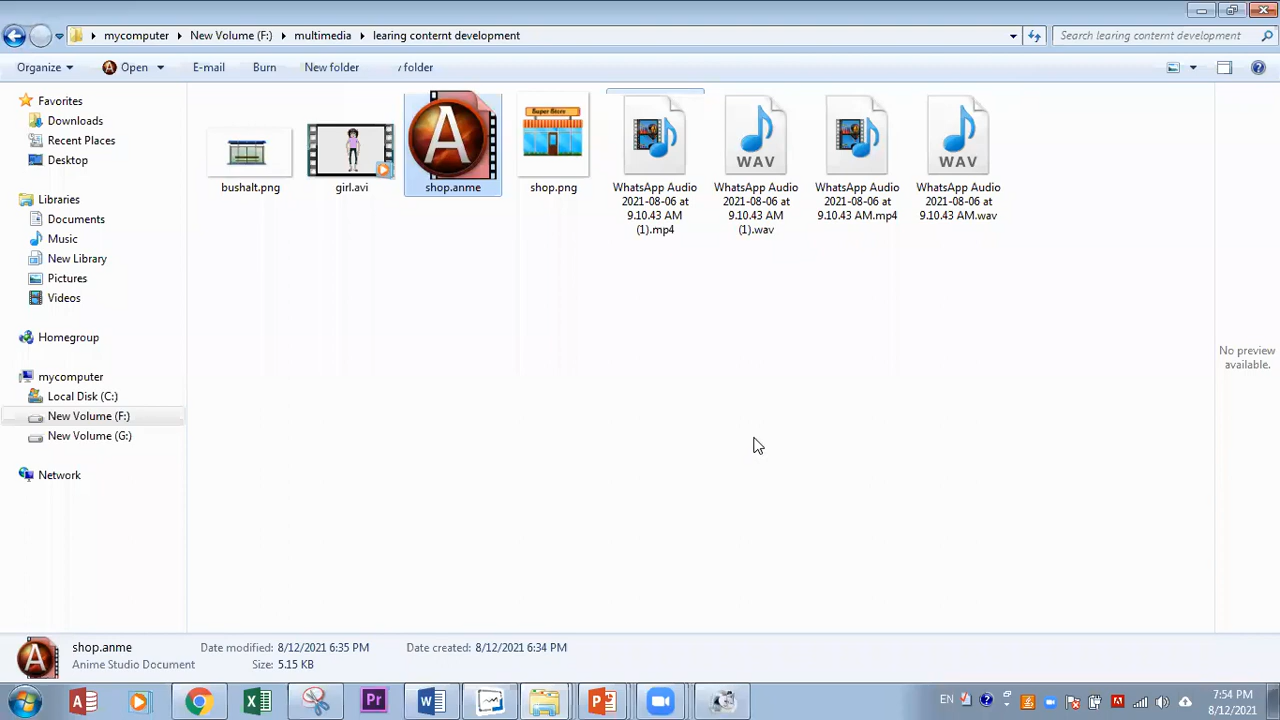 mycomputer New Volume (F:) multimedia learing conternt development Search learing conternt development
Organize Open E-mail Burn New folder / folder
Favorites
Downloads
Recent Places
Desktop
Libraries
Documents
Music
New Library
Pictures
Videos
Homegroup
mycomputer
Local Disk (C:)
New Volume (F:)
New Volume (G:)
Network
Super Store
WAV
WAV
bushalt.png
girl.avi
shop.anme
shop.png
WhatsApp Audio
2021-08-06 at
9.10.43 AM
(1).mp4
WhatsApp Audio
2021-08-06 at
9.10.43 AM
(1).wav
WhatsApp Audio
2021-08-06 at
9.10.43 AM.mp4
WhatsApp Audio
2021-08-06 at
9.10.43 AM.wav
No preview
available.
shop.anme Date modified: 8/12/2021 6:35 PM Date created: 8/12/2021 6:34 PM
Anime Studio Document Size: 5.15 KB
EN 7:54 PM
8/12/2021